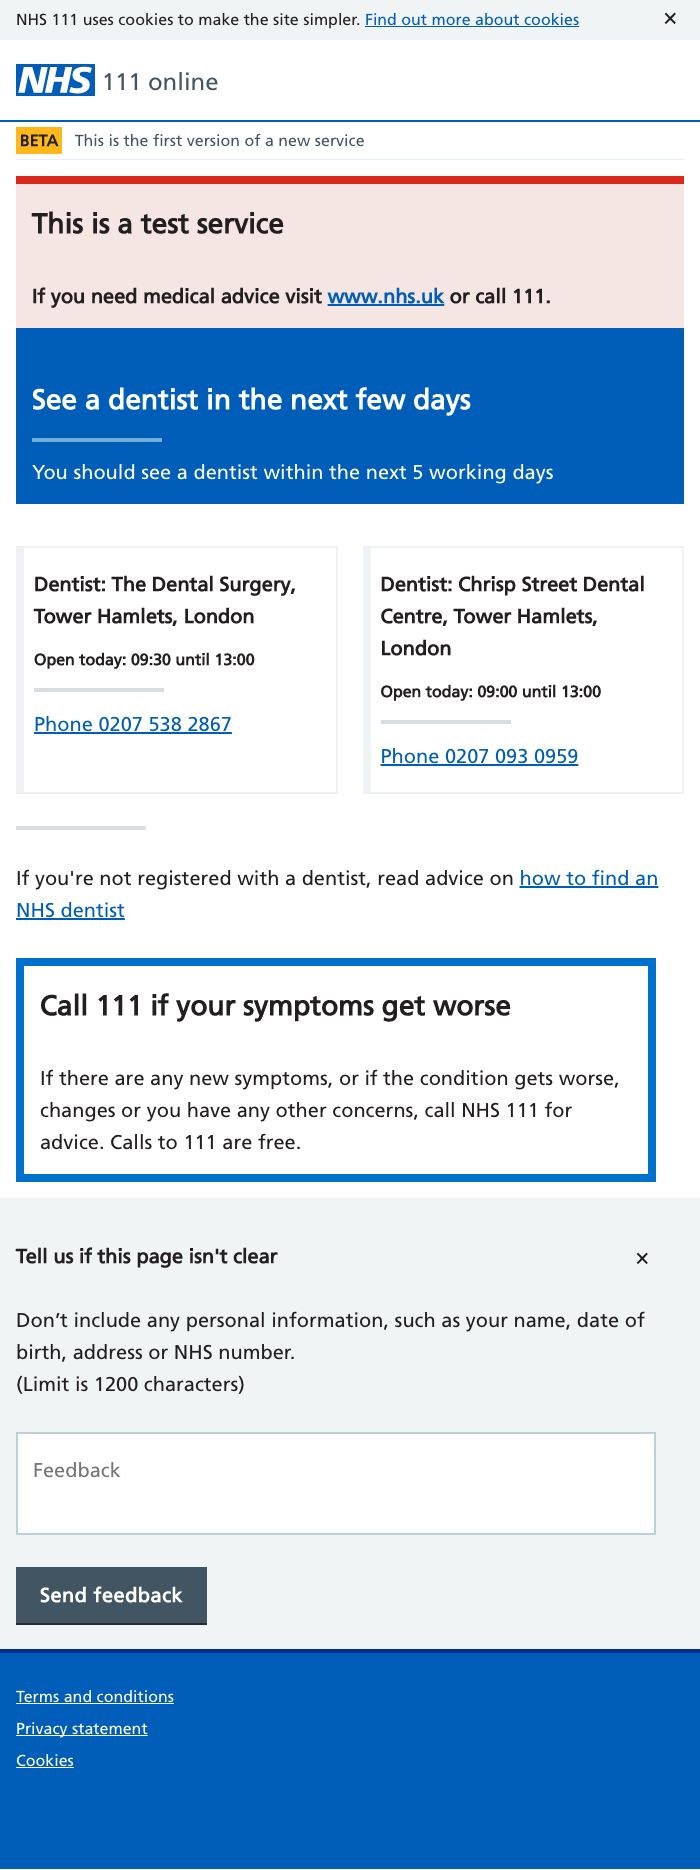 NHS 111 uses cookies to make the site simpler. Find out more about cookies ×
NHS 111 online
BETA This is the first version of a new service
This is a test service
If you need medical advice visit www.nhs.uk or call 111.
See a dentist in the next few days
You should see a dentist within the next 5 working days
Dentist: The Dental Surgery,
Tower Hamlets, London
Open today: 09:30 until 13:00
Phone 0207 538 2867
Dentist: Chrisp Street Dental
Centre, Tower Hamlets,
London
Open today: 09:00 until 13:00
Phone 0207 093 0959
If you're not registered with a dentist, read advice on how to find an
NHS dentist
Call 111 if your symptoms get worse
If there are any new symptoms, or if the condition gets worse,
changes or you have any other concerns, call NHS 111 for
advice. Calls to 111 are free.
Tell us if this page isn't clear ×
Don’t include any personal information, such as your name, date of
birth, address or NHS number.
(Limit is 1200 characters)
Feedback
Send feedback
Terms and conditions
Privacy statement
Cookies